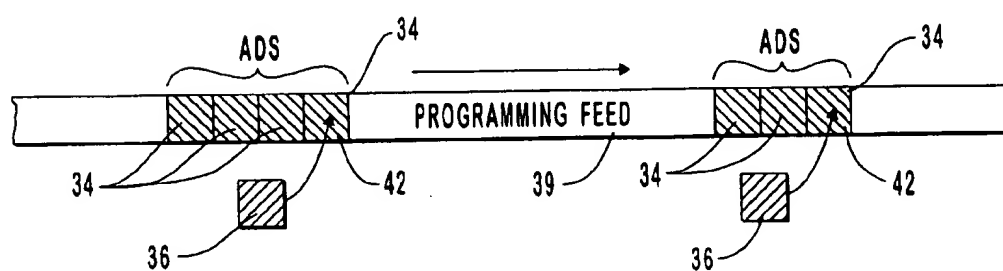 ADS 34 ADS 34
PROGRAMMING FEED
34 42 39 34 42
36 36